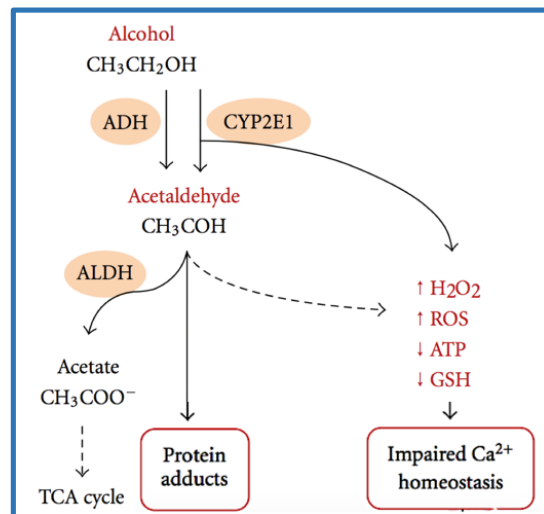 Alcohol
CH₃CH₂OH
ADH
CYP2E1
Acetaldehyde
CH₃COH
ALDH
↑ H₂O₂
↑ ROS
↓ ATP
↓ GSH
Acetate
CH₃COO⁻
Protein
adducts
Impaired Ca²⁺
homeostasis
TCA cycle